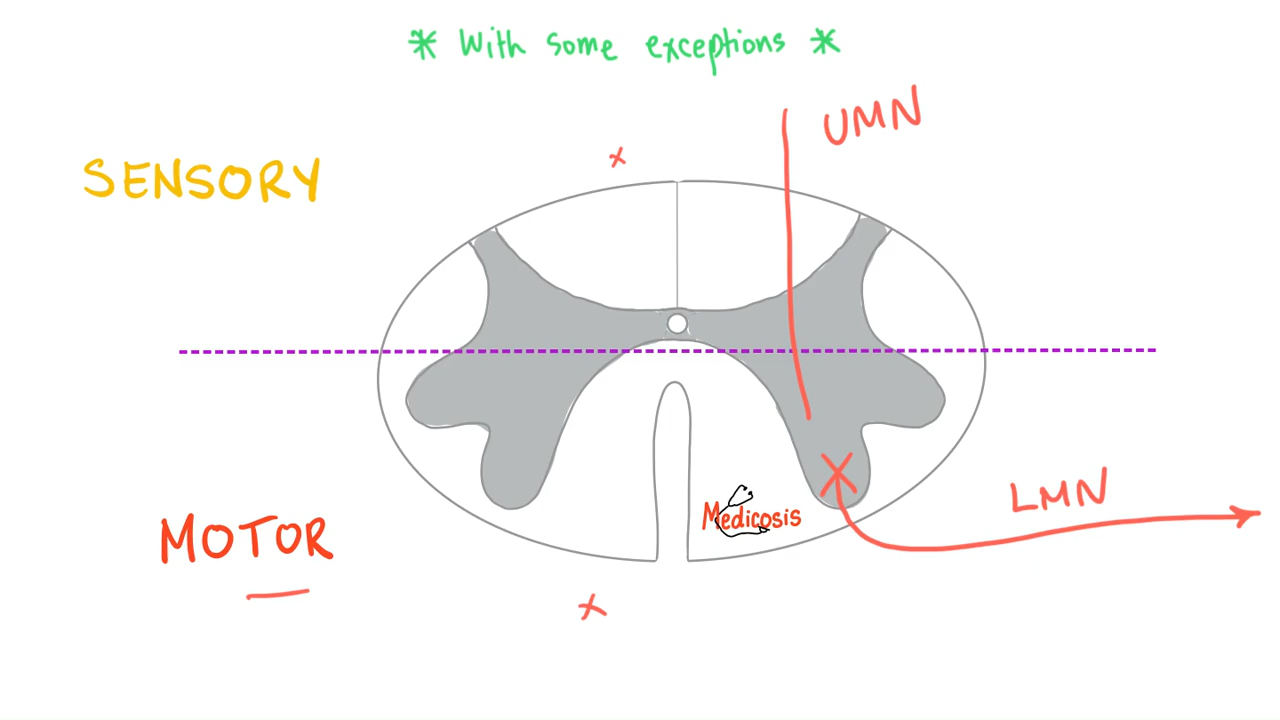 * With some exceptions *
UMN
SENSORY
LMN
Medicosis
MOTOR